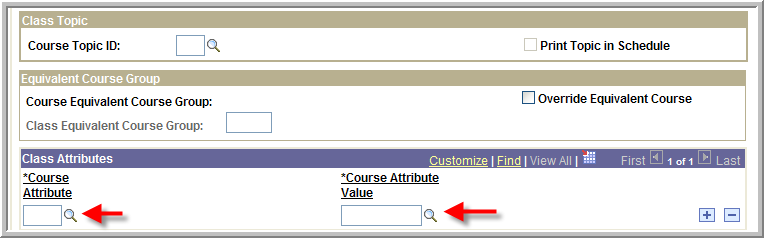 Class Topic
Course Topic ID:
Print Topic in Schedule
Equivalent Course Group
Course Equivalent Course Group:
Override Equivalent Course
Class Equivalent Course Group:
Class Attributes
Customize | Find | View All | First 1 of 1 Last
*Course Attribute
*Course Attribute Value